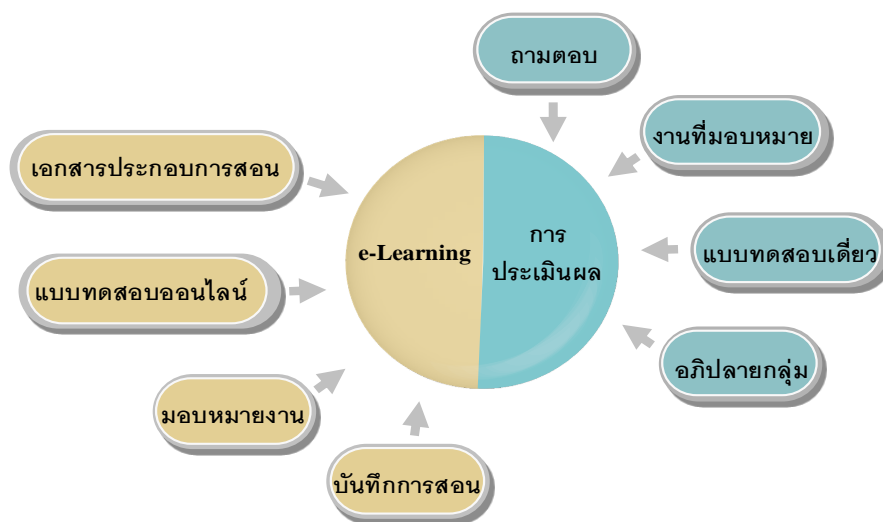 ถามตอบ
งานที่มอบหมาย
เอกสารประกอบการสอน
e-Learning
การ
ประเมินผล
แบบทดสอบเดี่ยว
แบบทดสอบออนไลน์
อภิปลายกลุ่ม
มอบหมายงาน
บันทึกการสอน